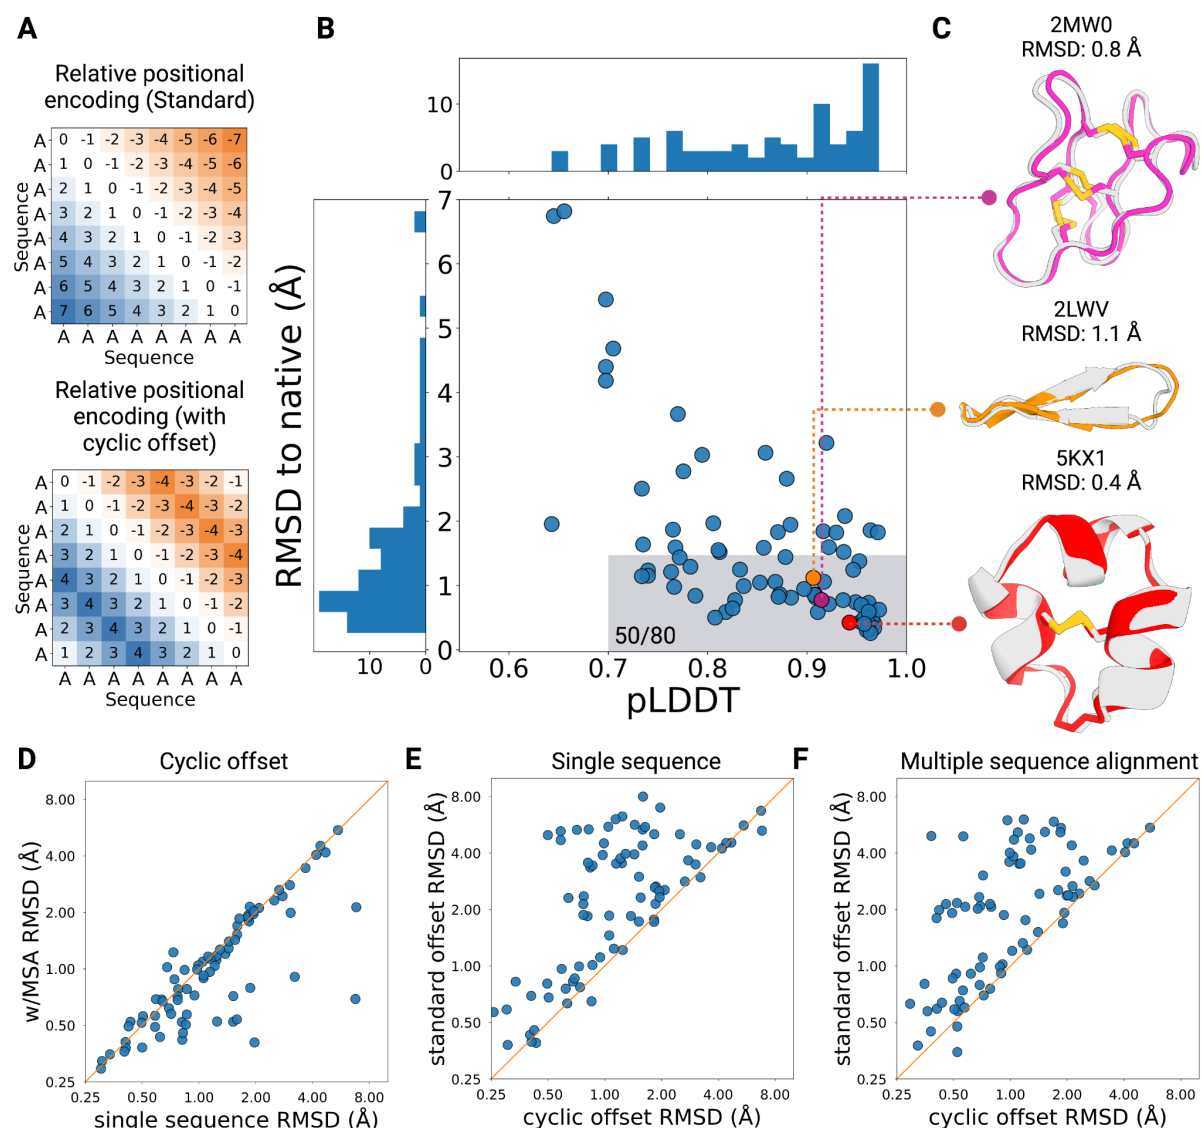 A
Relative positional
encoding (Standard)
Sequence
A 0 -1 -2 -3 -4 -5 -6 -7
A 1 0 -1 -2 -3 -4 -5 -6
A 2 1 0 -1 -2 -3 -4 -5
A 3 2 1 0 -1 -2 -3 -4
A 4 3 2 1 0 -1 -2 -3
A 5 4 3 2 1 0 -1 -2
A 6 5 4 3 2 1 0 -1
A 7 6 5 4 3 2 1 0
A A A A A A A A
Sequence
Relative positional
encoding (with
cyclic offset)
Sequence
A 0 -1 -2 -3 -4 -3 -2 -1
A 1 0 -1 -2 -3 -4 -3 -2
A 2 1 0 -1 -2 -3 -4 -3
A 3 2 1 0 -1 -2 -3 -4
A 4 3 2 1 0 -1 -2 -3
A 3 4 3 2 1 0 -1 -2
A 2 3 4 3 2 1 0 -1
A 1 2 3 4 3 2 1 0
A A A A A A A A
Sequence
B
10
0
RMSD to native (Å)
7
6
5
4
3
2
1
0
10 0
50/80
0.6 0.7 0.8 0.9 1.0
pLDDT
C
2MW0
RMSD: 0.8 Å
2LWV
RMSD: 1.1 Å
5KX1
RMSD: 0.4 Å
D
Cyclic offset
w/MSA RMSD (Å)
8.00
4.00
2.00
1.00
0.50
0.25
0.25 0.50 1.00 2.00 4.00 8.00
single sequence RMSD (Å)
E
Single sequence
standard offset RMSD (Å)
8.00
4.00
2.00
1.00
0.50
0.25
0.25 0.50 1.00 2.00 4.00 8.00
cyclic offset RMSD (Å)
F
Multiple sequence alignment
standard offset RMSD (Å)
8.00
4.00
2.00
1.00
0.50
0.25
0.25 0.50 1.00 2.00 4.00 8.00
cyclic offset RMSD (Å)